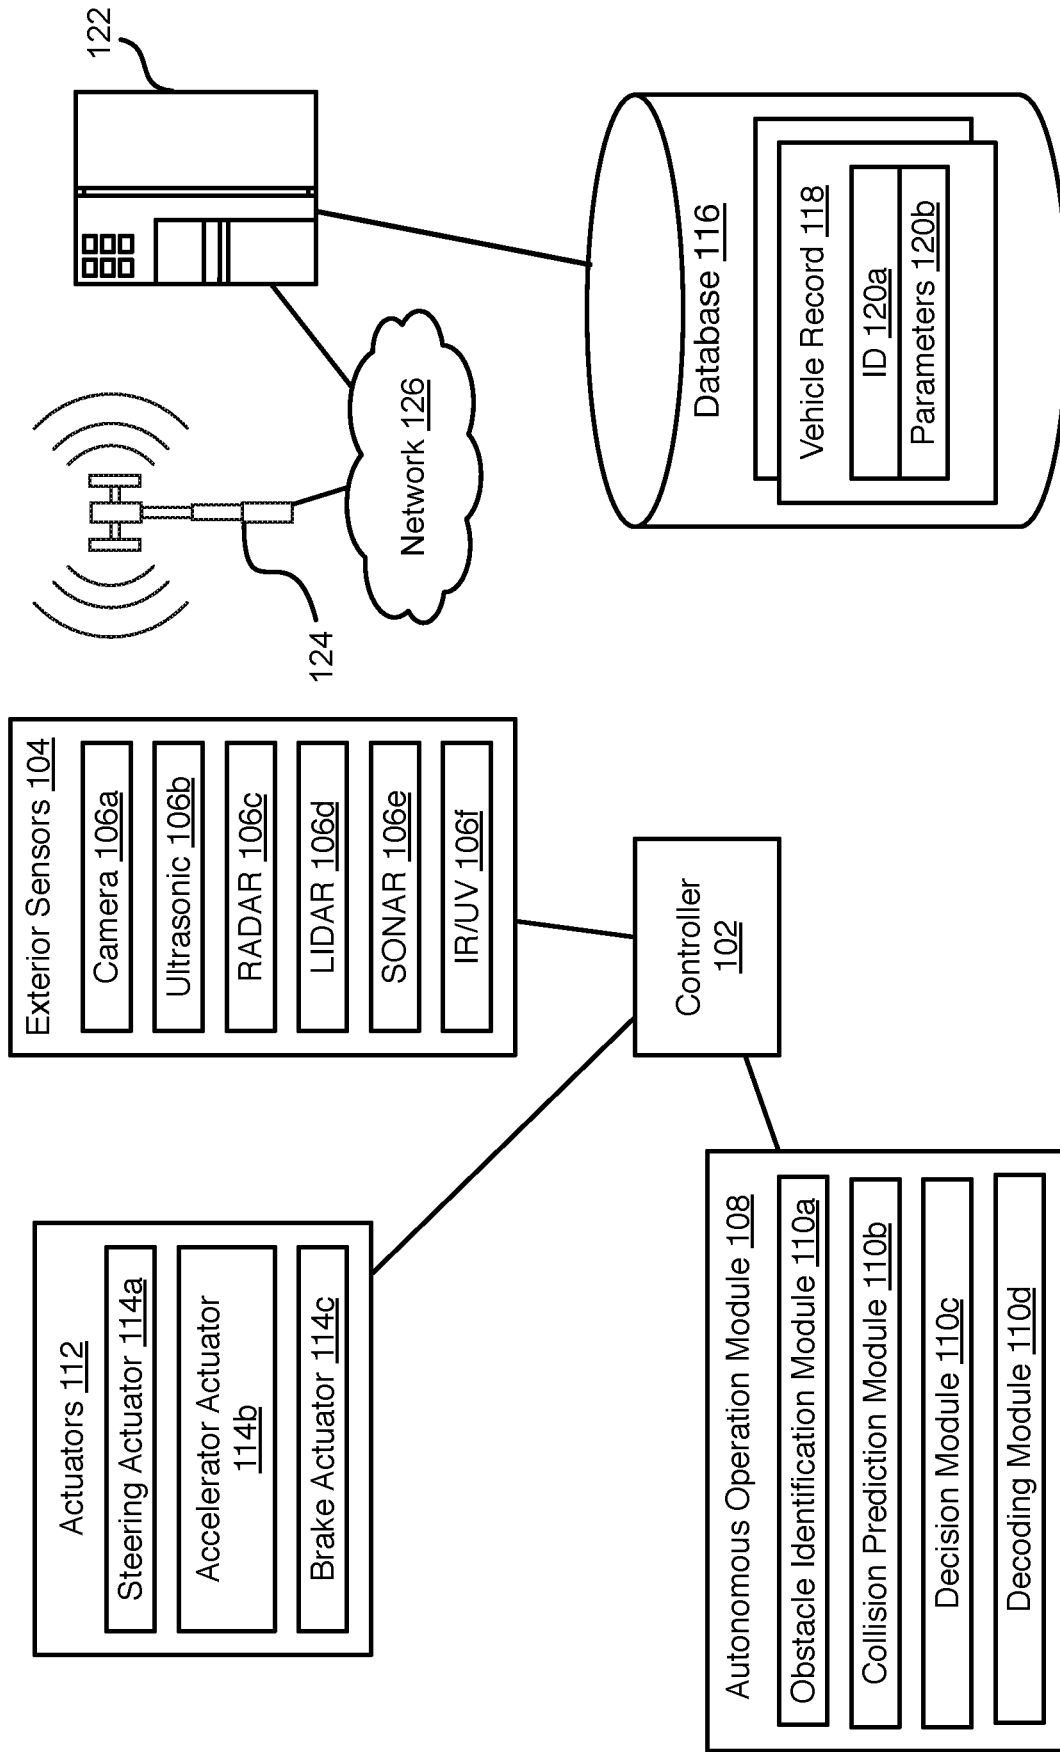 Actuators 112
Steering Actuator 114a
Accelerator Actuator
114b
Brake Actuator 114c
Exterior Sensors 104
Camera 106a
Ultrasonic 106b
RADAR 106c
LIDAR 106d
SONAR 106e
IR/UV 106f
Controller
102
Autonomous Operation Module 108
Obstacle Identification Module 110a
Collision Prediction Module 110b
Decision Module 110c
Decoding Module 110d
124
122
Network 126
Database 116
Vehicle Record 118
ID 120a
Parameters 120b